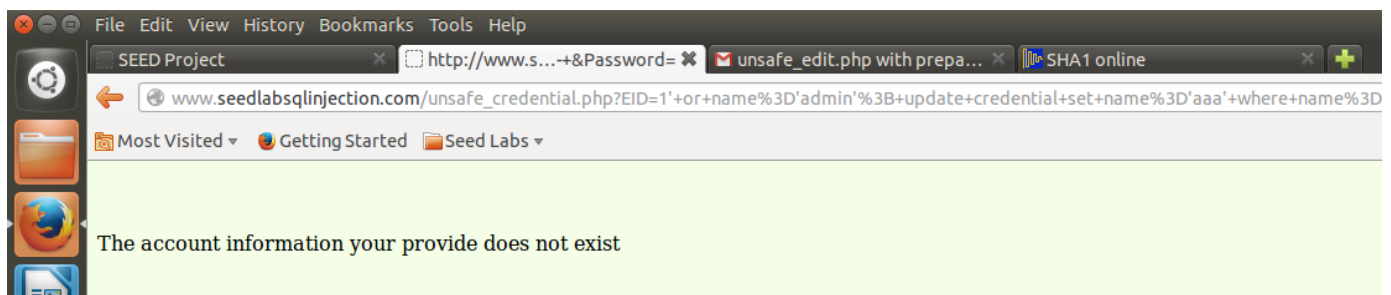 File Edit View History Bookmarks Tools Help
SEED Project http://www.s...-+&Password= unsafe_edit.php with prepa... SHA1 online
www.seedlabsqlinjection.com/unsafe_credential.php?EID=1'+or+name%3D'admin'%3B+update+credential+set+name%3D'aaa'+where+name%3D
Most Visited Getting Started Seed Labs
The account information your provide does not exist